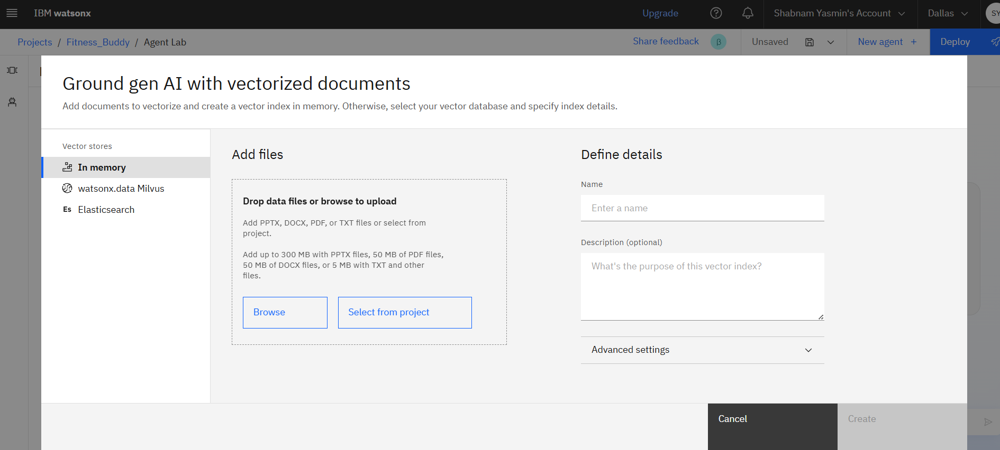 IBM watsonx
Upgrade
Shabnam Yasmin's Account
Dallas
SY
Projects / Fitness_Buddy / Agent Lab
Share feedback
β
Unsaved
New agent +
Deploy
Ground gen AI with vectorized documents
Add documents to vectorize and create a vector index in memory. Otherwise, select your vector database and specify index details.
Vector stores
In memory
watsonx.data Milvus
Es Elasticsearch
Add files
Drop data files or browse to upload
Add PPTX, DOCX, PDF, or TXT files or select from
project.
Add up to 300 MB with PPTX files, 50 MB of PDF files,
50 MB of DOCX files, or 5 MB with TXT and other
files.
Browse
Select from project
Define details
Name
Enter a name
Description (optional)
What's the purpose of this vector index?
Advanced settings
Cancel
Create